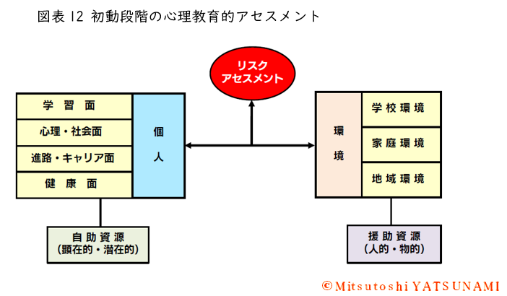 図表12 初動段階の心理教育的アセスメント
リスク
アセスメント
学習面
心理・社会面
進路・キャリア面
健康面
個
人
環
境
学校環境
家庭環境
地域環境
自助資源
(顕在的・潜在的)
援助資源
(人的・物的)
©Mitsutoshi YATSUNAMI